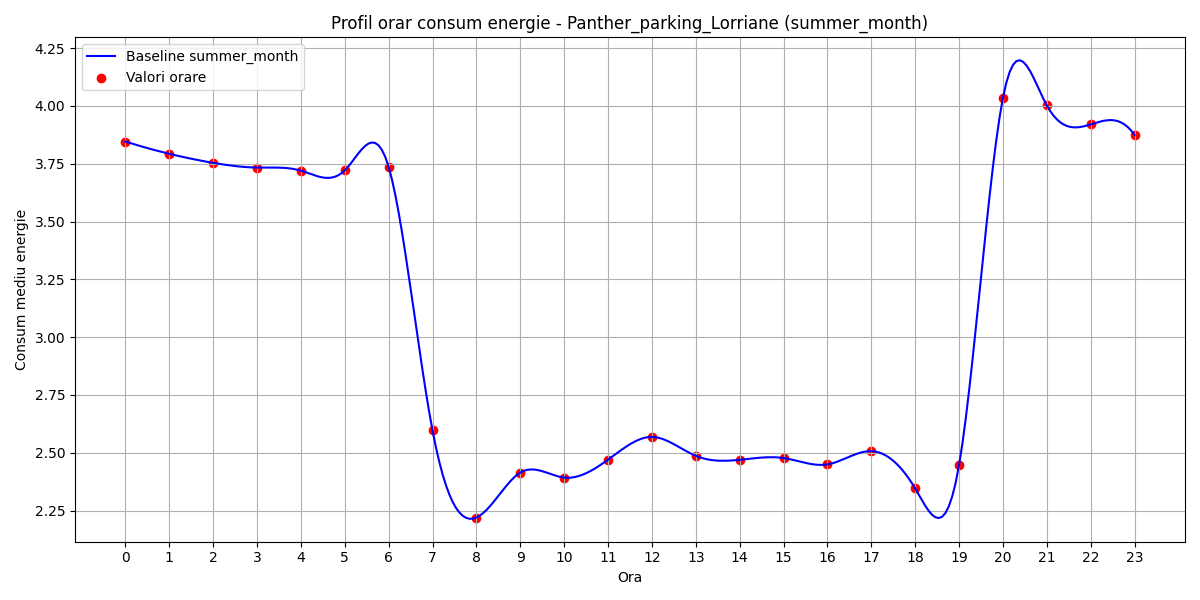 Profil orar consum energie - Panther_parking_Lorriane (summer_month)
Baseline summer_month
Valori orare
Consum mediu energie
4.25
4.00
3.75
3.50
3.25
3.00
2.75
2.50
2.25
0 1 2 3 4 5 6 7 8 9 10 11 12 13 14 15 16 17 18 19 20 21 22 23
Ora